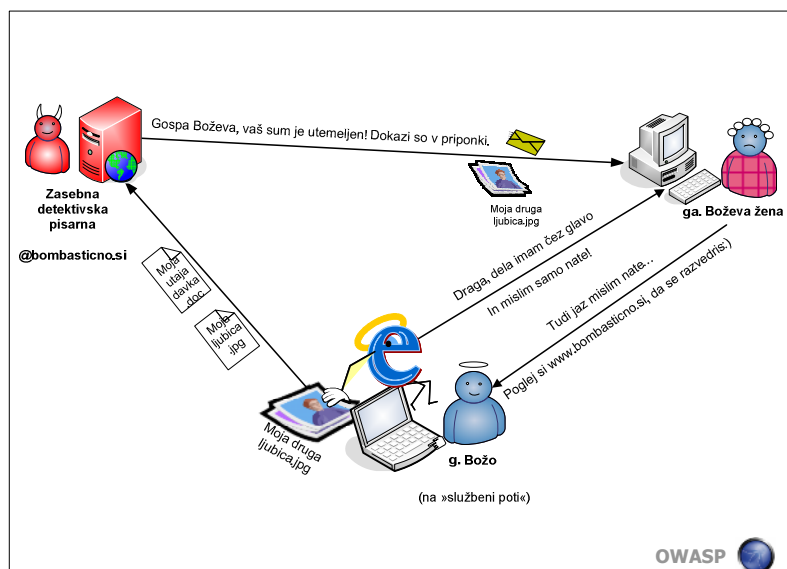 Gospa Boževa, vaš sum je utemeljen! Dokazi so v priponki.
Zasebna
detektivska
pisarna
@bombasticno.si
Moja druga
ljubica.jpg
ga. Boževa žena
Moja
utaja
davka
.doc
Moja
ljubica
.jpg
Draga, dela imam čez glavo
In mislim samo nate!
Tudi jaz mislim nate...
Poglej si www.bombasticno.si, da se razvedris:)
Moja druga
ljubica.jpg
g. Božo
(na »službeni poti«)
OWASP